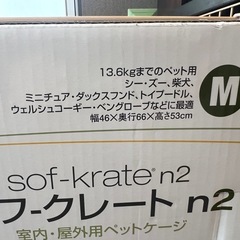 13.6kgまでのペット用
シー・ズー、柴犬、
ミニチュア・ダックスフンド、トイプードル、
ウェルシュコーギー・ペングローブなどに最適
幅46×奥行66×高さ53cm
M
sof-krate® n2
フ-クレート n2
室内・屋外用ペットケージ